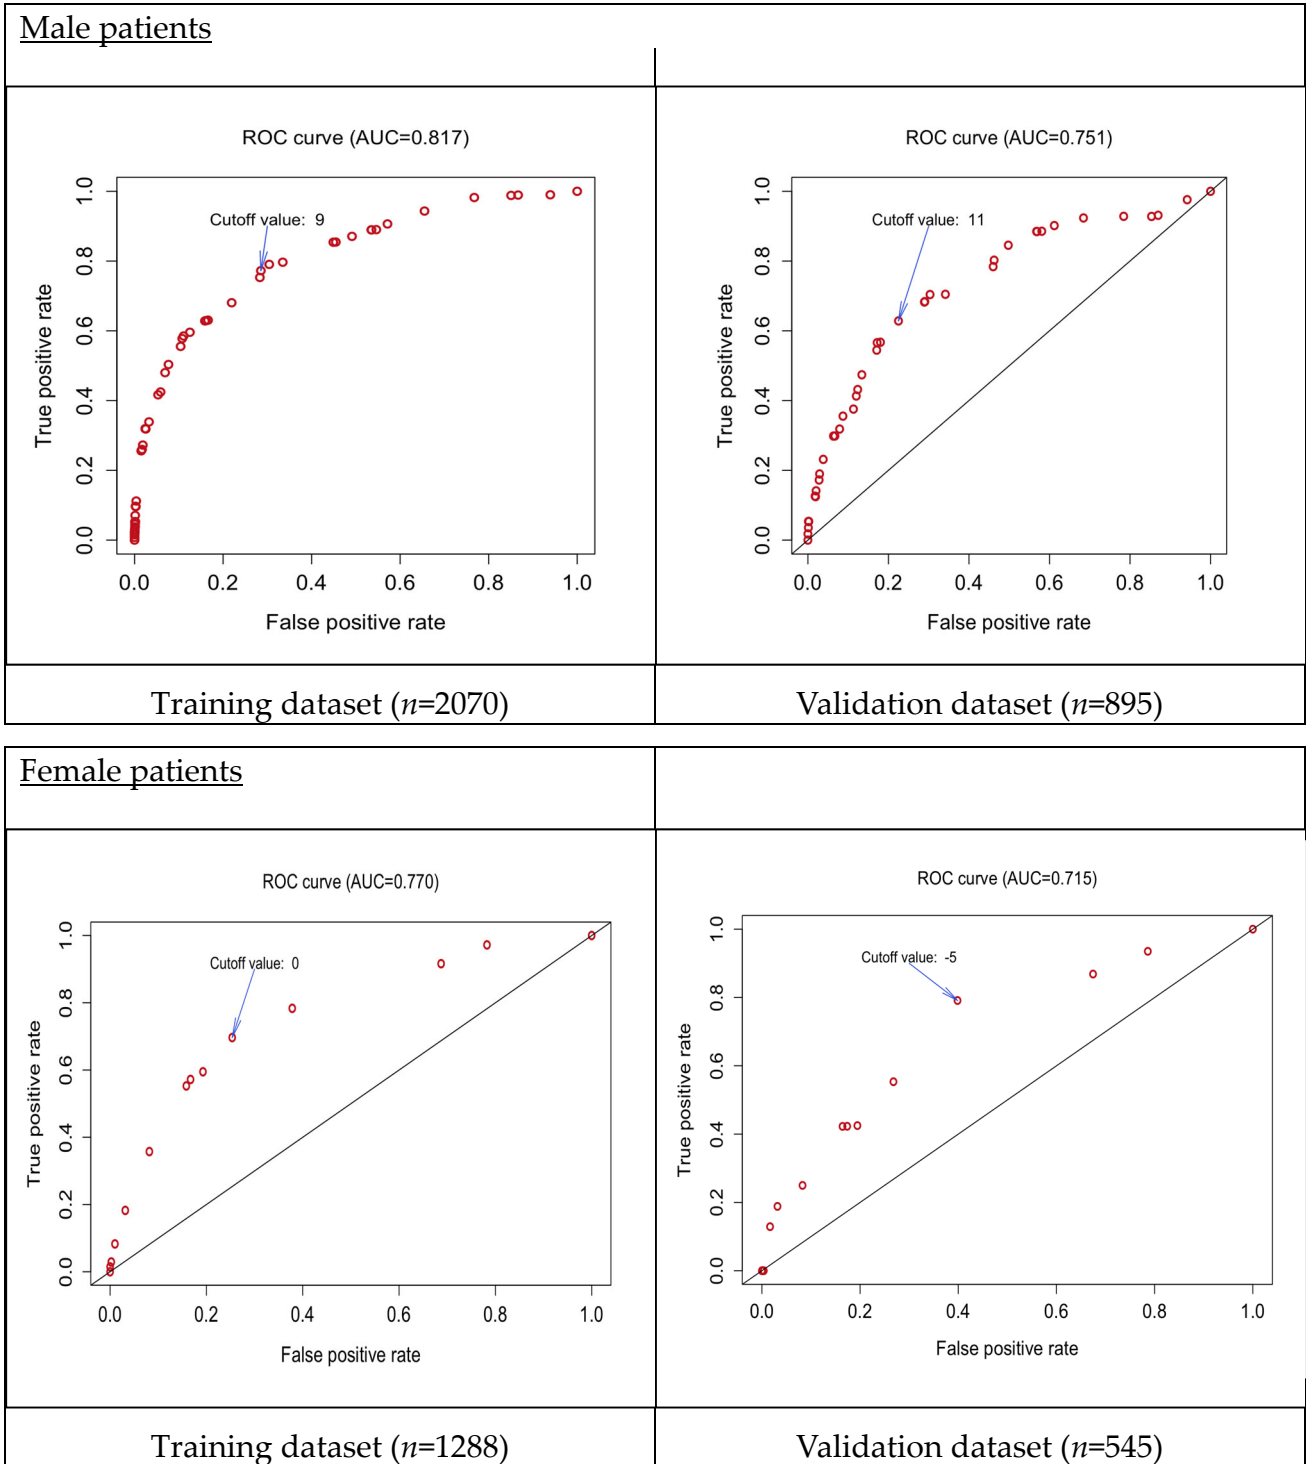 Male patients
ROC curve (AUC=0.817)
Cutoff value: 9
True positive rate
0.0 0.2 0.4 0.6 0.8 1.0
0.0 0.2 0.4 0.6 0.8 1.0
False positive rate
ROC curve (AUC=0.751)
Cutoff value: 11
True positive rate
0.0 0.2 0.4 0.6 0.8 1.0
0.0 0.2 0.4 0.6 0.8 1.0
False positive rate
Training dataset (n=2070)
Validation dataset (n=895)
Female patients
ROC curve (AUC=0.770)
Cutoff value: 0
True positive rate
0.0 0.2 0.4 0.6 0.8 1.0
0.0 0.2 0.4 0.6 0.8 1.0
False positive rate
ROC curve (AUC=0.715)
Cutoff value: -5
True positive rate
0.0 0.2 0.4 0.6 0.8 1.0
0.0 0.2 0.4 0.6 0.8 1.0
False positive rate
Training dataset (n=1288)
Validation dataset (n=545)